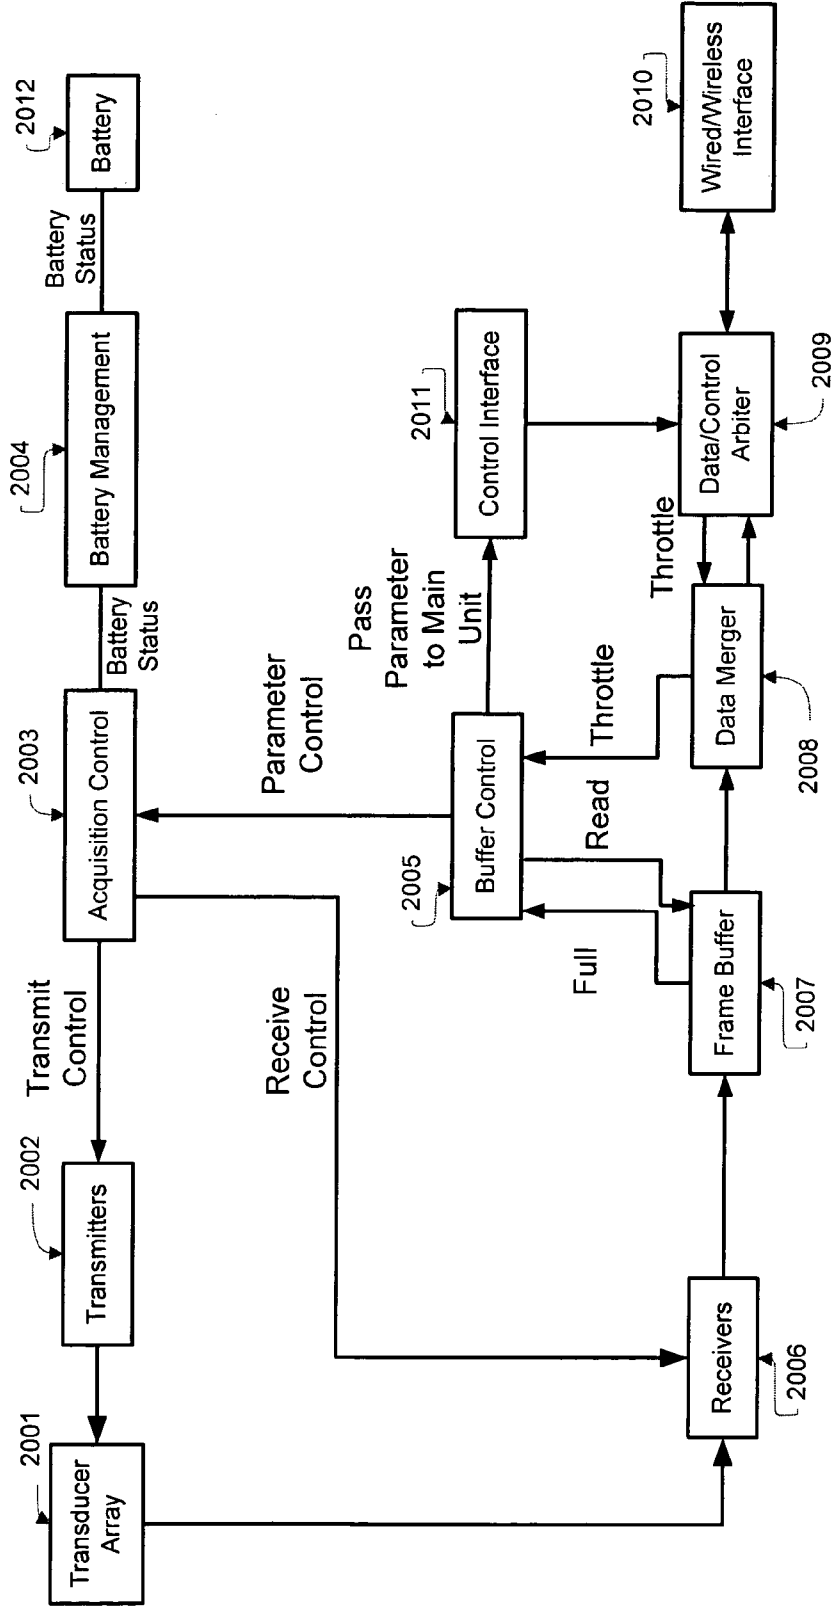 2001
Transducer
Array
2002
Transmitters
Transmit
Control
2003
Acquisition Control
Battery
Status
2004
Battery Management
Battery
Status
2012
Battery
Receive
Control
Parameter
Control
2005
Buffer Control
Pass
Parameter
to Main
Unit
2011
Control Interface
Full
Read
Throttle
Throttle
Receivers
2006
Frame Buffer
2007
Data Merger
2008
Data/Control
Arbiter
2009
2010
Wired/Wireless
Interface